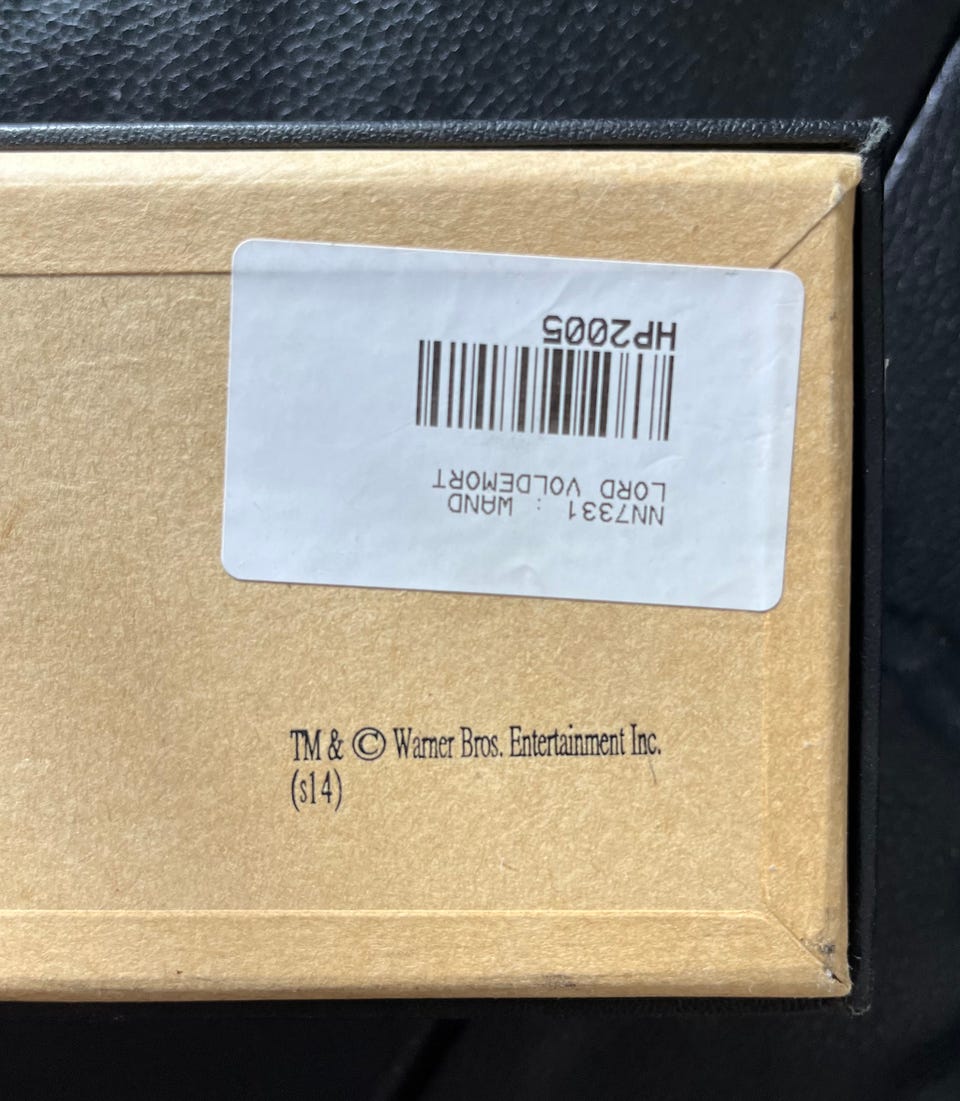 HP2005
NN7331 : WAND
LORD VOLDEMORT
TM & © Warner Bros. Entertainment Inc.
(s14)